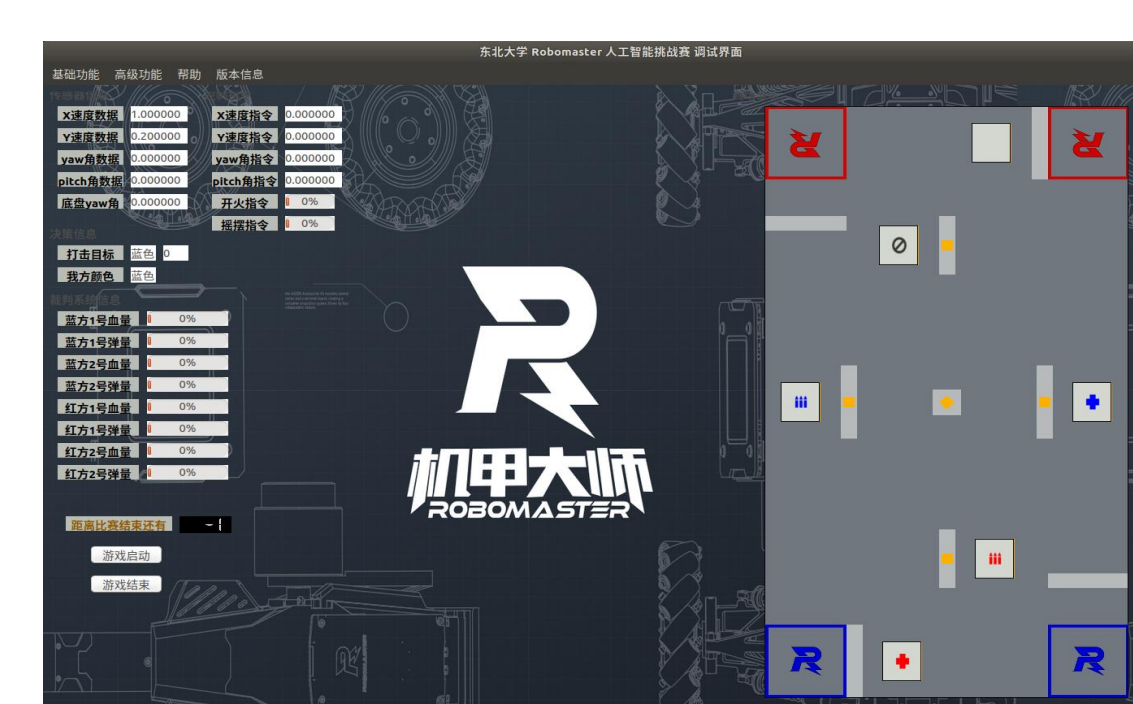 东北大学 Robomaster 人工智能挑战赛 调试界面
基础功能 高级功能 帮助 版本信息
X速度数据 1.000000 X速度指令 0.000000
Y速度数据 0.200000 Y速度指令 0.000000
yaw角数据 0.000000 yaw角指令 0.000000
pitch角数据 0.000000 pitch角指令 0.000000
底盘yaw角 0.000000 开火指令 0%
摇摆指令 0%
决策信息
打击目标 蓝色 0
我方颜色 蓝色
裁判系统信息
蓝方1号血量 0%
蓝方1号弹量 0%
蓝方2号血量 0%
蓝方2号弹量 0%
红方1号血量 0%
红方1号弹量 0%
红方2号血量 0%
红方2号弹量 0%
距离比赛结束还有 -1
游戏启动
游戏结束
机甲大师
ROBOMASTER